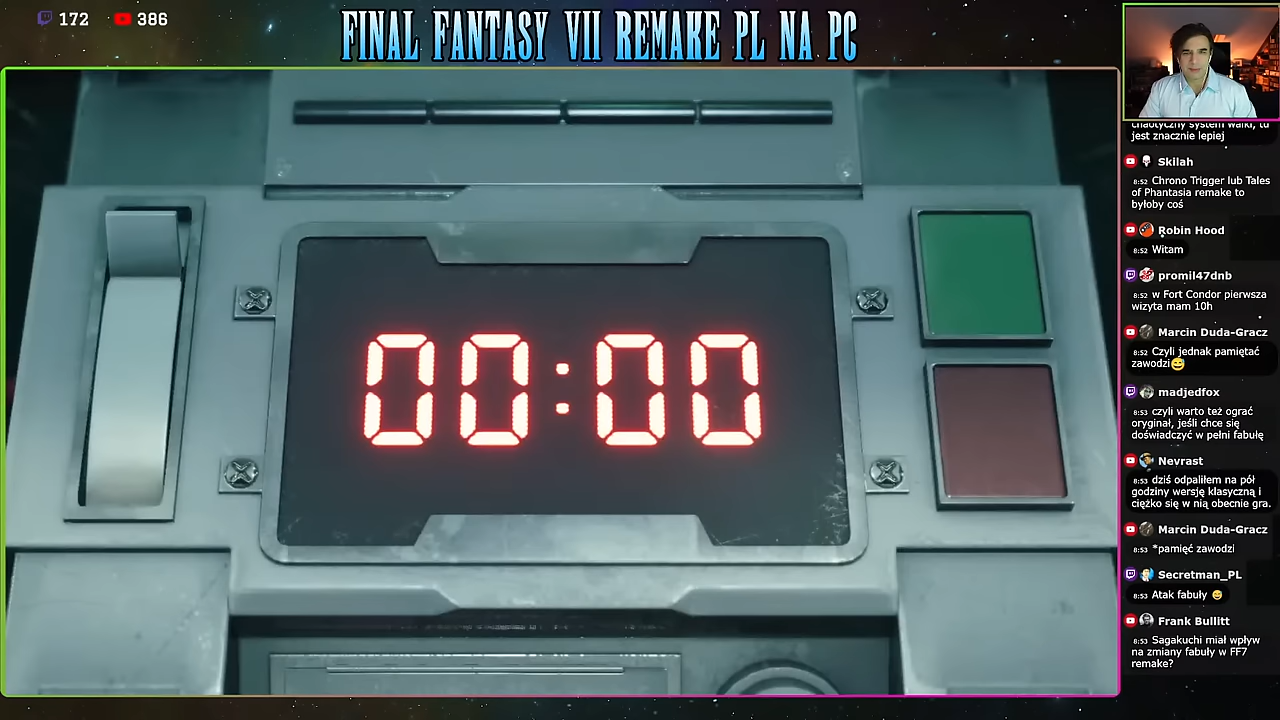 172 386
FINAL FANTASY VII REMAKE PL NA PC
00:00
chaotyczny system walki, tu
jest znacznie lepiej
Skilah
8:52 Chrono Trigger lub Tales
of Phantasia remake to
byłoby coś
Robin Hood
8:52 Witam
promil47dnb
8:52 w Fort Condor pierwsza
wizyta mam 10h
Marcin Duda-Gracz
8:52 Czyli jednak pamiętać
zawodzi😅
madjedfox
8:53 czyli warto też ograć
oryginał, jeśli chce się
doświadczyć w pełni fabułę
Nevrast
8:53 dziś odpaliłem na pół
godziny wersję klasyczną i
ciężko się w nią obecnie gra.
Marcin Duda-Gracz
8:53 *pamięć zawodzi
Secretman_PL
8:53 Atak fabuły 😄
Frank Bullitt
8:53 Sagakuchi miał wpływ
na zmiany fabuły w FF7
remake?